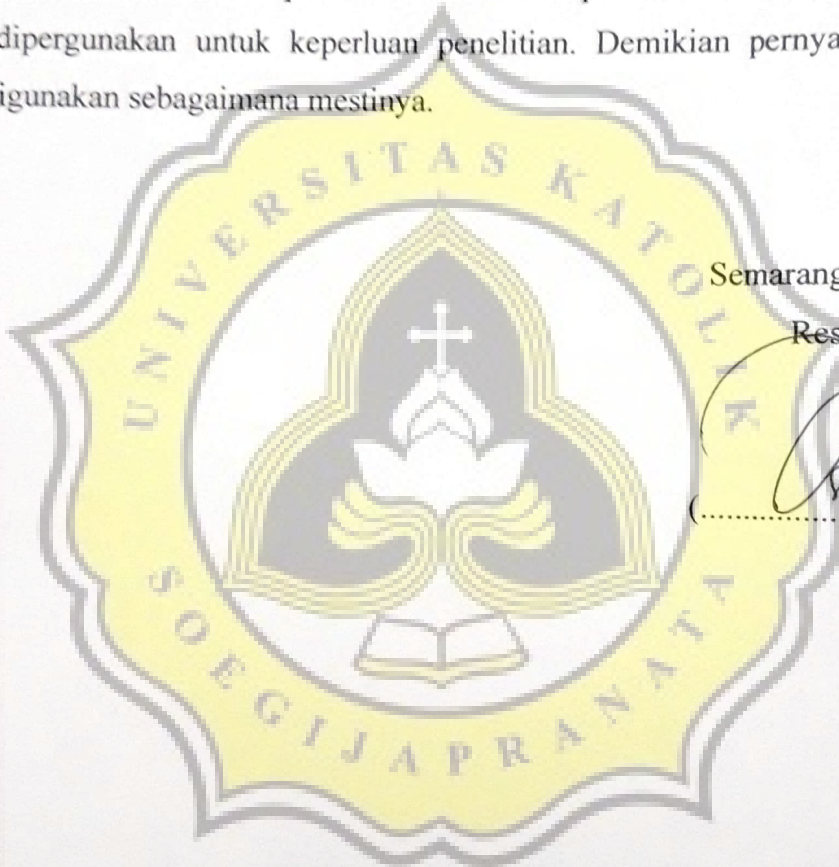 dipergunakan untuk keperluan penelitian. Demikian pernya
igunakan sebagaimana mestinya.
UNIVERSITAS KATOLIK
Semarang
Res
(..................
SOEGIJAPRANATA